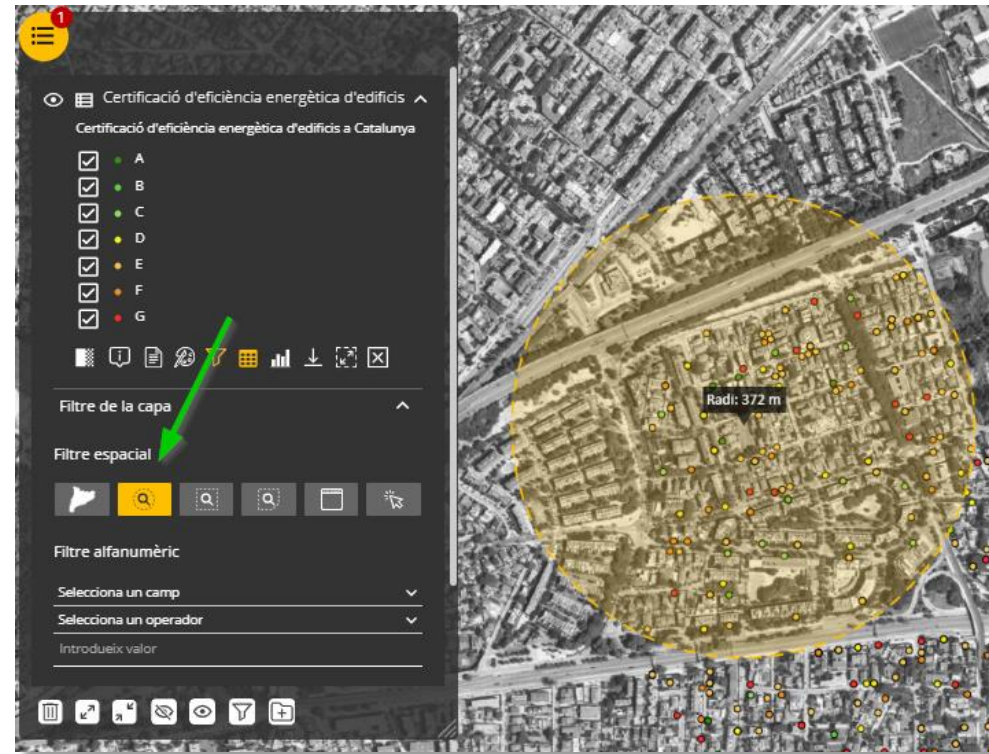 1
Certificació d'eficiència energètica d'edificis
Certificació d'eficiència energètica d'edificis a Catalunya
A
B
C
D
E
F
G
Filtre de la capa
Filtre espacial
Filtre alfanumèric
Selecciona un camp
Selecciona un operador
Introdueix valor
Radi: 372 m